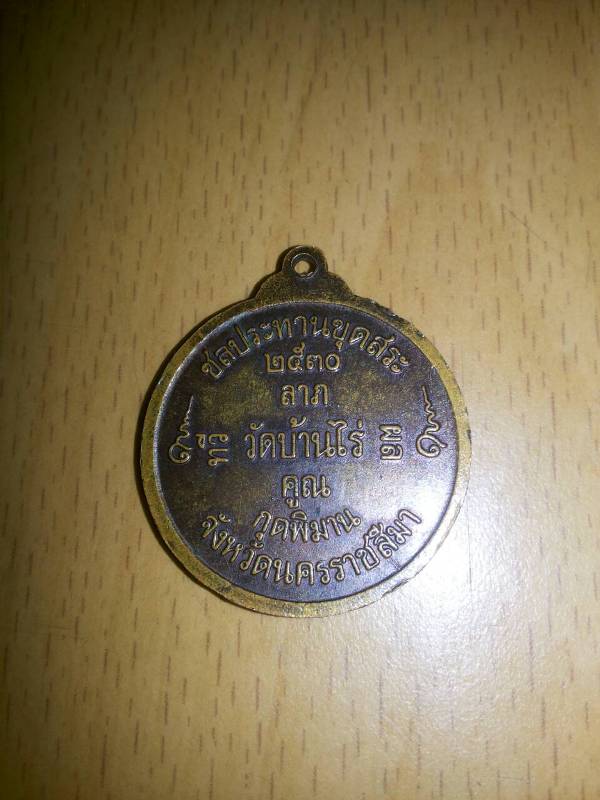 ชลประทานขุดสระ
๒๕๓๐
ลาภ
ทวี วัดบ้านไร่
คูณ
กุดพิมาน
จังหวัดนครราชสีมา